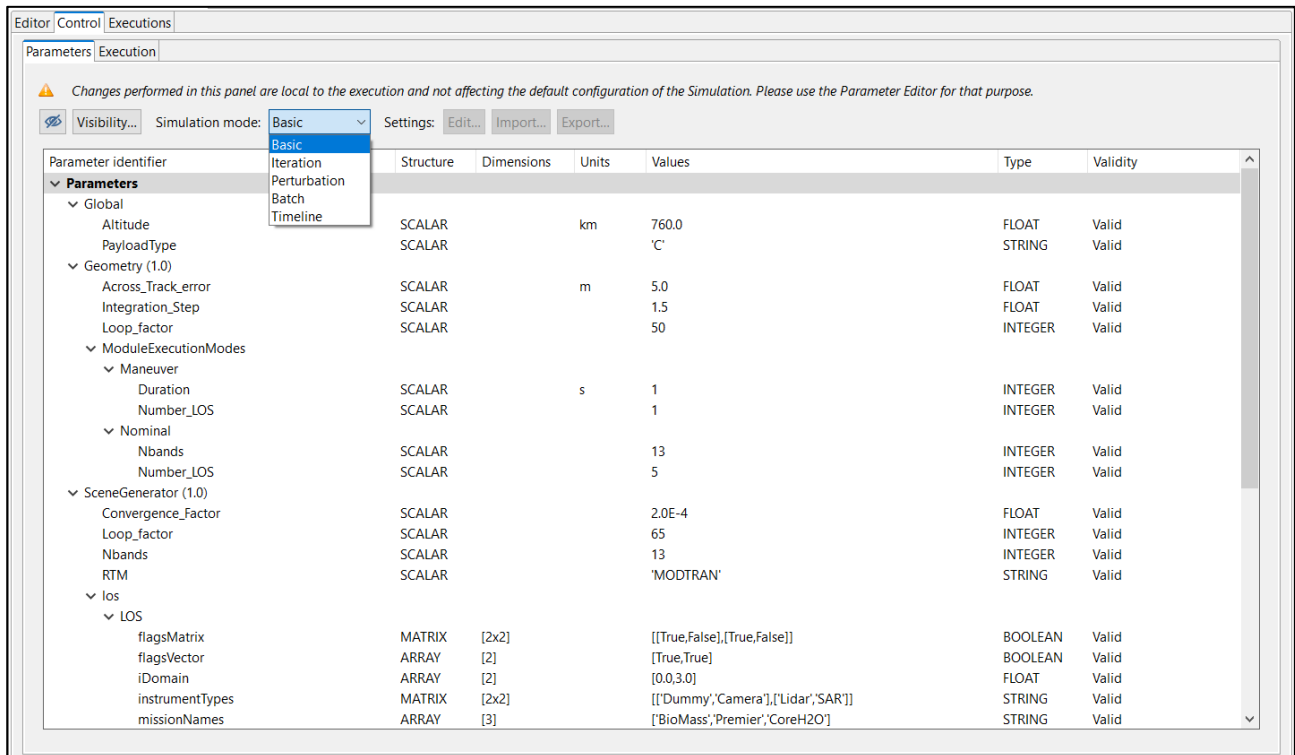 Editor Control Executions
Parameters Execution
Changes performed in this panel are local to the execution and not affecting the default configuration of the Simulation. Please use the Parameter Editor for that purpose.
Visibility... Simulation mode: Basic Settings: Edit... Import... Export...
Basic
Iteration
Perturbation
Batch
Timeline
Parameter identifier Structure Dimensions Units Values Type Validity
Parameters
Global
Altitude SCALAR km 760.0 FLOAT Valid
PayloadType SCALAR 'C' STRING Valid
Geometry (1.0)
Across_Track_error SCALAR m 5.0 FLOAT Valid
Integration_Step SCALAR 1.5 FLOAT Valid
Loop_factor SCALAR 50 INTEGER Valid
ModuleExecutionModes
Maneuver
Duration SCALAR s 1 INTEGER Valid
Number_LOS SCALAR 1 INTEGER Valid
Nominal
Nbands SCALAR 13 INTEGER Valid
Number_LOS SCALAR 5 INTEGER Valid
SceneGenerator (1.0)
Convergence_Factor SCALAR 2.0E-4 FLOAT Valid
Loop_factor SCALAR 65 INTEGER Valid
Nbands SCALAR 13 INTEGER Valid
RTM SCALAR 'MODTRAN' STRING Valid
los
LOS
flagsMatrix MATRIX [2x2] [[True,False],[True,False]] BOOLEAN Valid
flagsVector ARRAY [2] [True,True] BOOLEAN Valid
iDomain ARRAY [2] [0.0,3.0] FLOAT Valid
instrumentTypes MATRIX [2x2] [['Dummy','Camera'],['Lidar','SAR']] STRING Valid
missionNames ARRAY [3] ['BioMass','Premier','CoreH2O'] STRING Valid